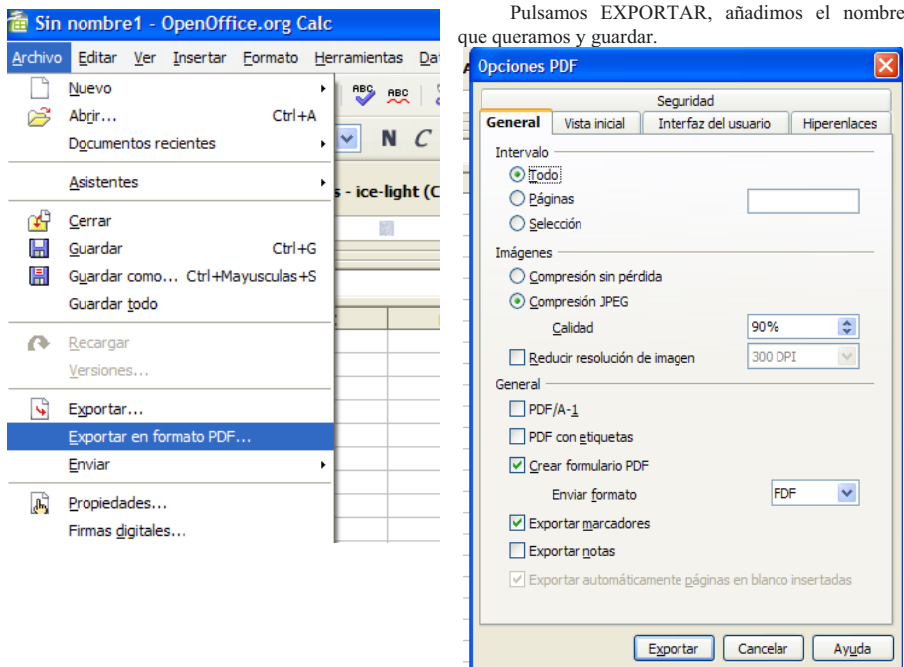 Sin nombre1 - OpenOffice.org Calc
Archivo Editar Ver Insertar Formato Herramientas Da
Nuevo
Abrir... Ctrl+A
Documentos recientes
Asistentes
Cerrar
Guardar Ctrl+G
Guardar como... Ctrl+Mayusculas+S
Guardar todo
Recargar
Versiones...
Exportar...
Exportar en formato PDF...
Enviar
Propiedades...
Firmas digitales...
ABC ABC
N C
s - ice-light (C
Pulsamos EXPORTAR, añadimos el nombre
que queramos y guardar.
Opciones PDF
Seguridad
General Vista inicial Interfaz del usuario Hiperenlaces
Intervalo
Todo
Páginas
Selección
Imágenes
Compresión sin pérdida
Compresión JPEG
Calidad 90%
Reducir resolución de imagen 300 DPI
General
PDF/A-1
PDF con etiquetas
Crear formulario PDF
Enviar formato FDF
Exportar marcadores
Exportar notas
Exportar automáticamente páginas en blanco insertadas
Exportar Cancelar Ayuda